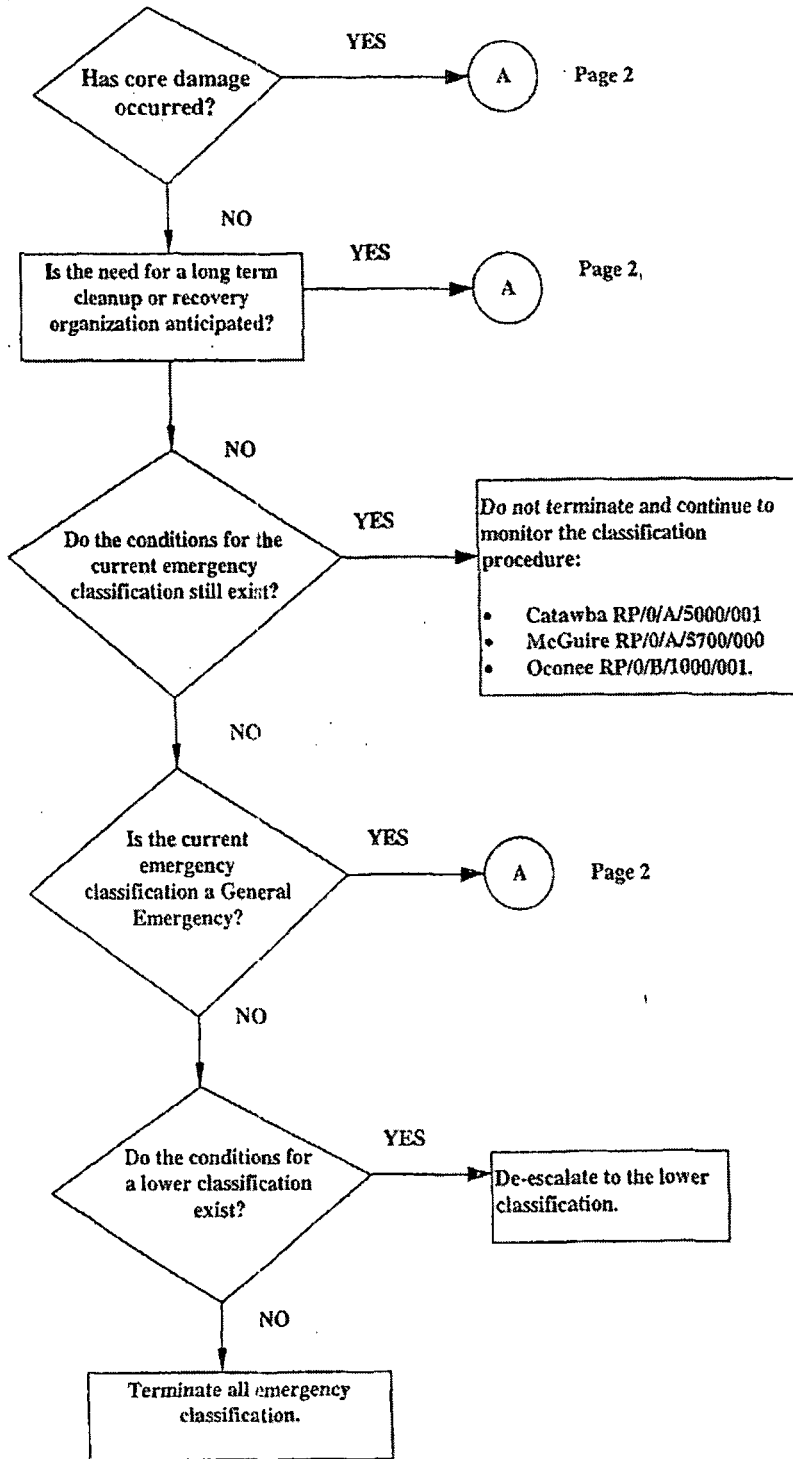 YES
Has core damage
occurred?
A
Page 2
NO
YES
Is the need for a long term
cleanup or recovery
organization anticipated?
A
Page 2,
NO
YES
Do the conditions for the
current emergency
classification still exist?
Do not terminate and continue to
monitor the classification
procedure:
• Catawba RP/0/A/5000/001
• McGuire RP/0/A/5700/000
• Oconee RP/0/B/1000/001.
NO
YES
Is the current
emergency
classification a General
Emergency?
A
Page 2
NO
YES
Do the conditions for
a lower classification
exist?
De-escalate to the lower
classification.
NO
Terminate all emergency
classification.